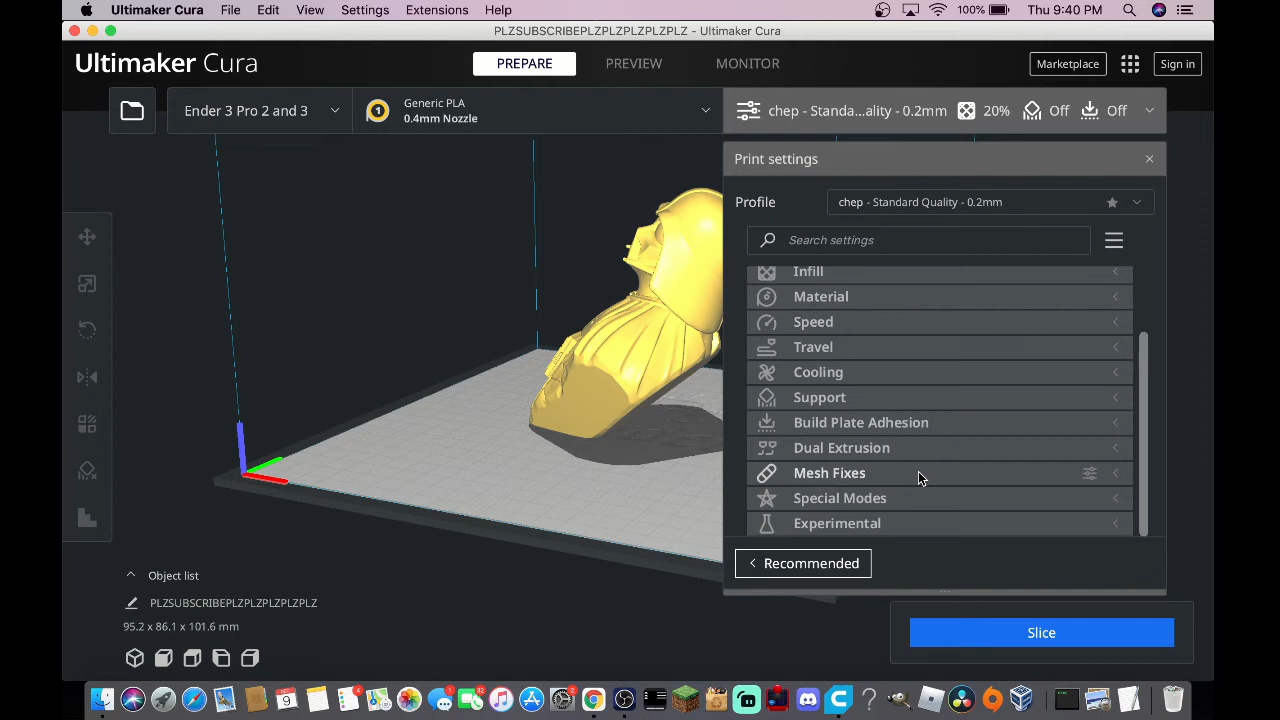 Ultimaker Cura File Edit View Settings Extensions Help 100% Thu 9:40 PM
PLZSUBSCRIBEPLZPLZPLZPLZPLZ - Ultimaker Cura
Ultimaker Cura PREPARE PREVIEW MONITOR Marketplace Sign in
Ender 3 Pro 2 and 3
1
Generic PLA
0.4mm Nozzle
chep - Standa...ality - 0.2mm 20% Off Off
Print settings
Profile chep - Standard Quality - 0.2mm
Search settings
Infill
Material
Speed
Travel
Cooling
Support
Build Plate Adhesion
Dual Extrusion
Mesh Fixes
Special Modes
Experimental
Recommended
Object list
PLZSUBSCRIBEPLZPLZPLZPLZPLZ
95.2 x 86.1 x 101.6 mm
Slice